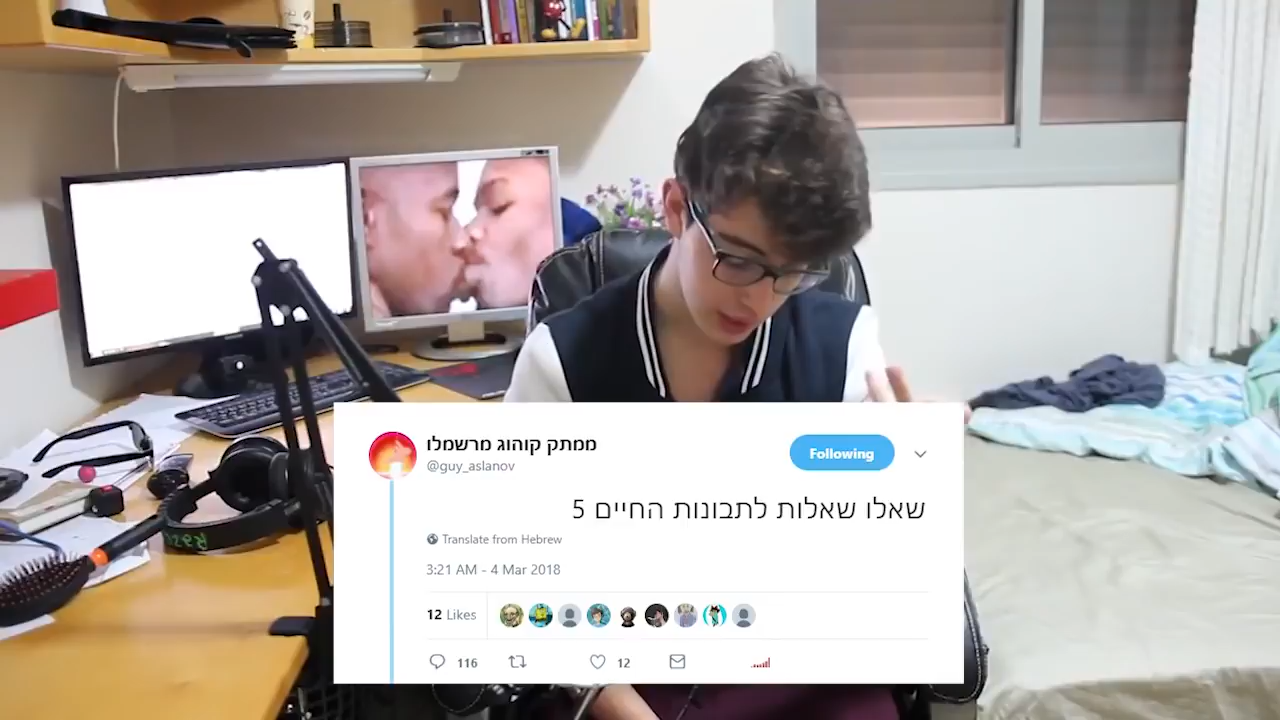 ממתק קוהוג מרשמלו
@guy_aslanov
Following
שאלו שאלות לתבונות החיים 5
Translate from Hebrew
3:21 AM - 4 Mar 2018
12 Likes
116
12